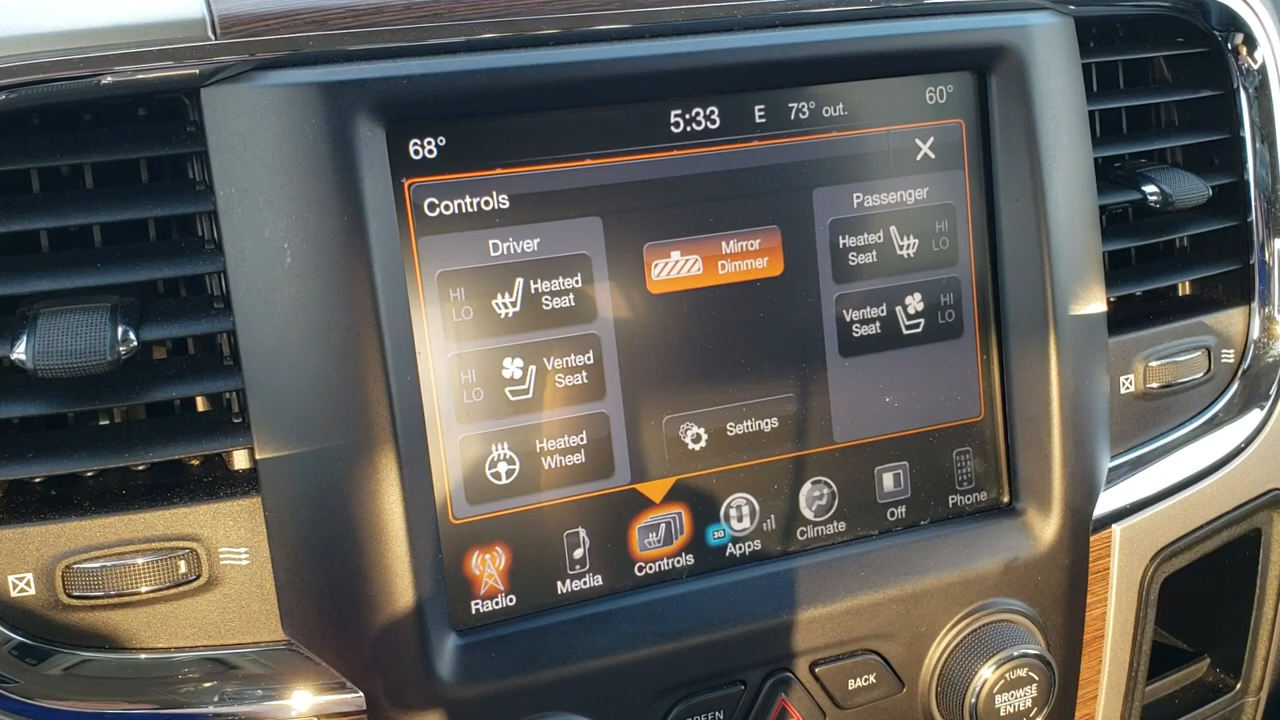 68°
5:33 E 73° out.
60°
Controls
X
Driver
HI
LO
Heated
Seat
HI
LO
Vented
Seat
Heated
Wheel
Mirror
Dimmer
Settings
Passenger
Heated
Seat
HI
LO
Vented
Seat
HI
LO
Radio
Media
Controls
3G
Apps
Climate
Off
Phone
BACK
TUNE
BROWSE
ENTER